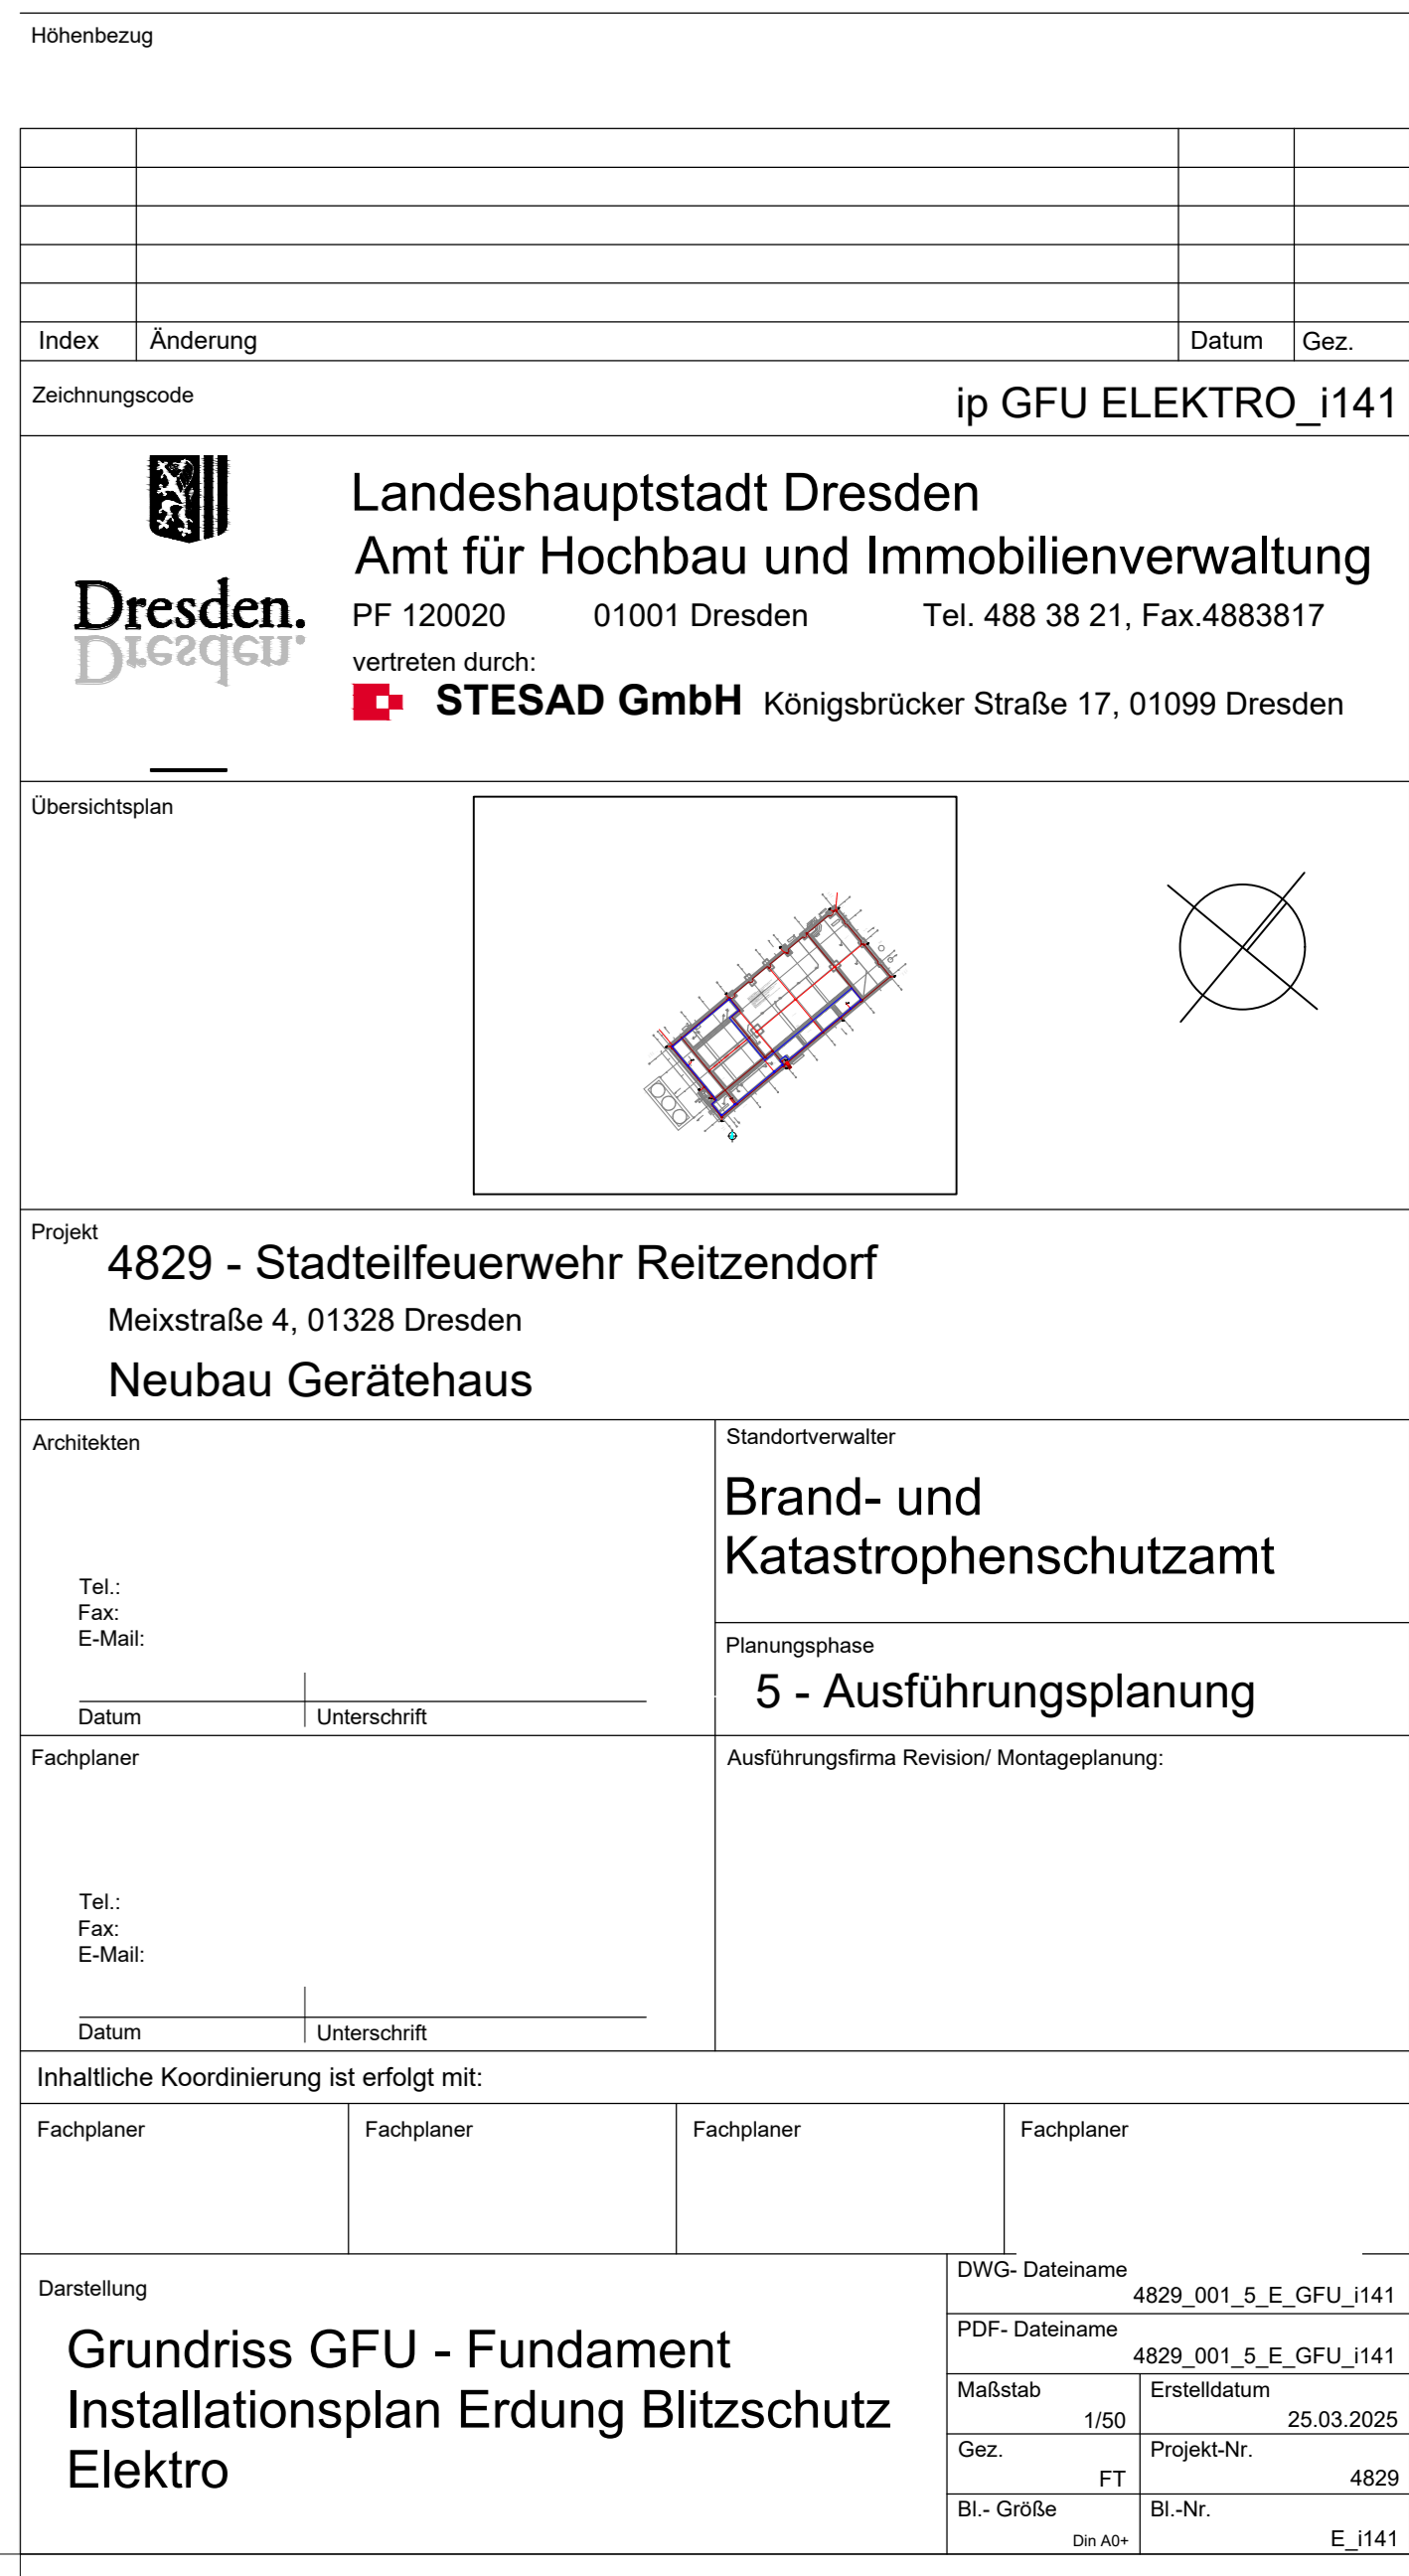 Höhenbezug
Index Änderung Datum Gez.
Zeichnungscode
ip GFU ELEKTRO_i141
Landeshauptstadt Dresden
Amt für Hochbau und Immobilienverwaltung
Dresden.
PF 120020 01001 Dresden Tel. 488 38 21, Fax.4883817
vertreten durch:
STESAD GmbH Königsbrücker Straße 17, 01099 Dresden
Übersichtsplan
Projekt
4829 - Stadteilfeuerwehr Reitzendorf
Meixstraße 4, 01328 Dresden
Neubau Gerätehaus
Architekten
Tel.:
Fax:
E-Mail:
Datum Unterschrift
Standortverwalter
Brand- und
Katastrophenschutzamt
Planungsphase
5 - Ausführungsplanung
Fachplaner
Tel.:
Fax:
E-Mail:
Datum Unterschrift
Ausführungsfirma Revision/ Montageplanung:
Inhaltliche Koordinierung ist erfolgt mit:
Fachplaner Fachplaner Fachplaner Fachplaner
Darstellung
Grundriss GFU - Fundament
Installationsplan Erdung Blitzschutz
Elektro
DWG- Dateiname
4829_001_5_E_GFU_i141
PDF- Dateiname
4829_001_5_E_GFU_i141
Maßstab
1/50
Erstelldatum
25.03.2025
Gez.
FT
Projekt-Nr.
4829
Bl.- Größe
Din A0+
Bl.-Nr.
E_i141